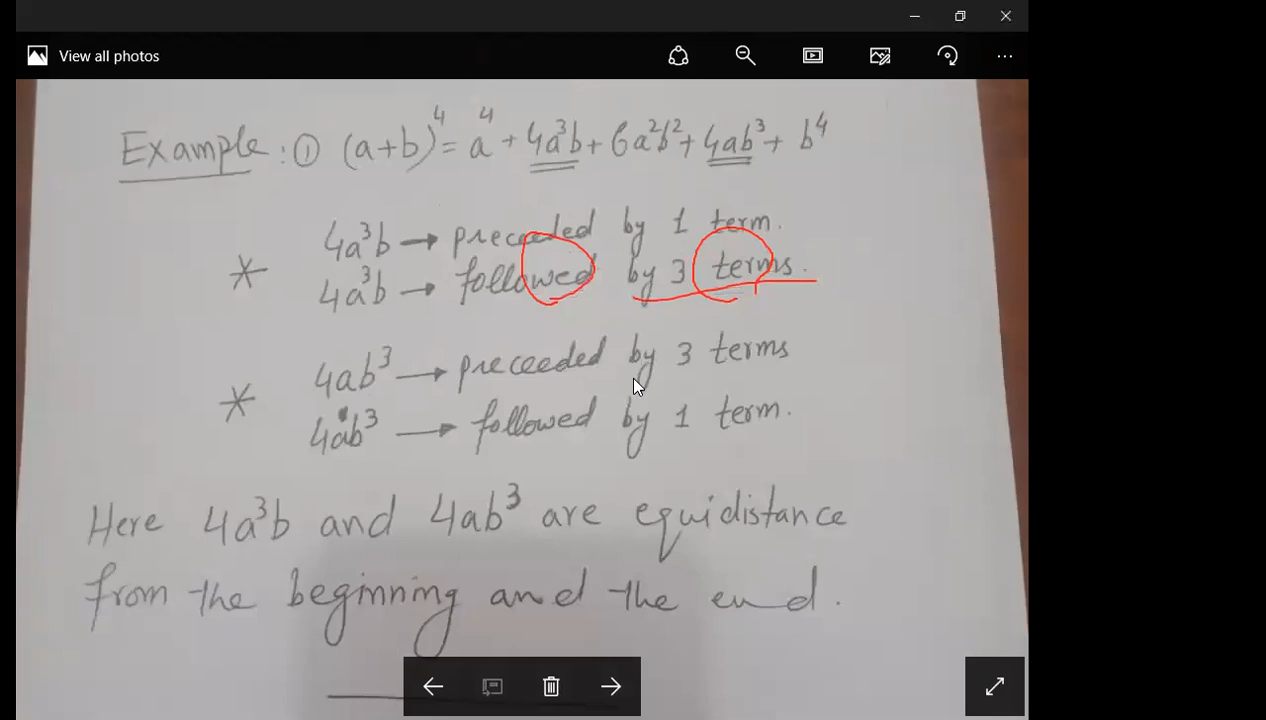 View all photos
Example : ① (a+b)⁴ = a⁴ + 4a³b + 6a²b² + 4ab³ + b⁴
4a³b → preceeded by 1 term.
* 4a³b → followed by 3 terms.
4ab³ → preceeded by 3 terms
* 4ab³ → followed by 1 term.
Here 4a³b and 4ab³ are equidistance
from the beginning and the end.